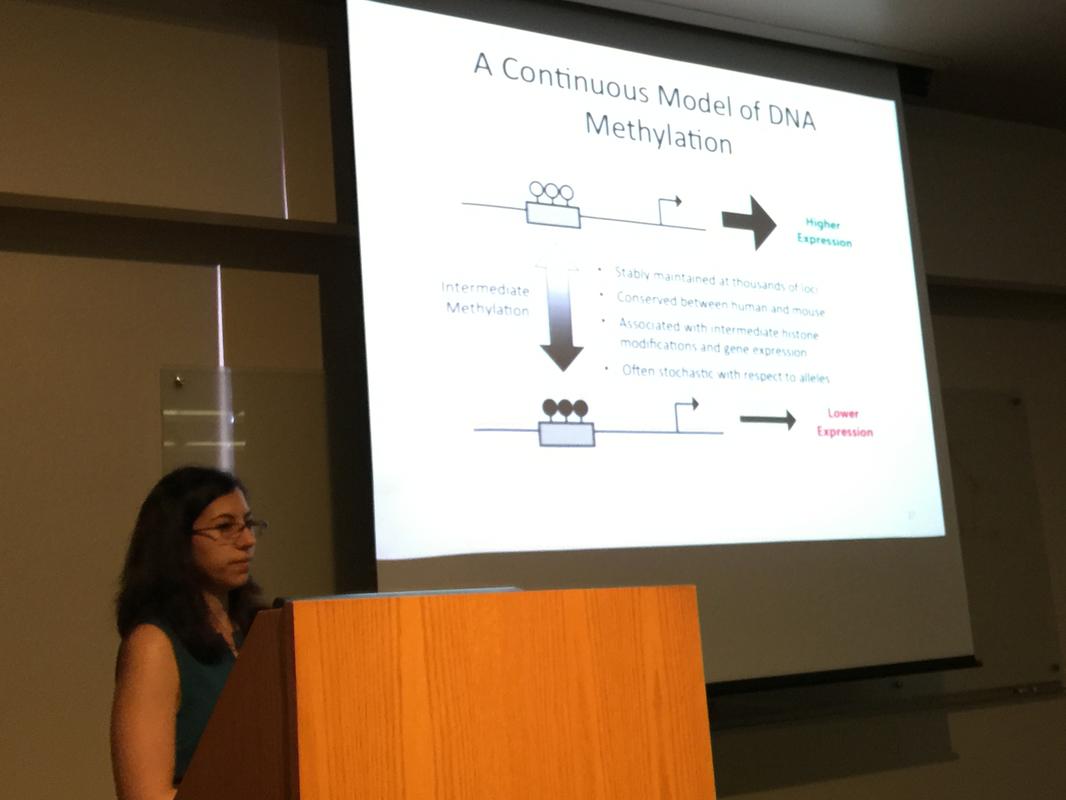 A Continuous Model of DNA
Methylation
Higher
Expression
Intermediate
Methylation
• Stably maintained at thousands of loci
• Conserved between human and mouse
• Associated with intermediate histone
modifications and gene expression
• Often stochastic with respect to alleles
Lower
Expression